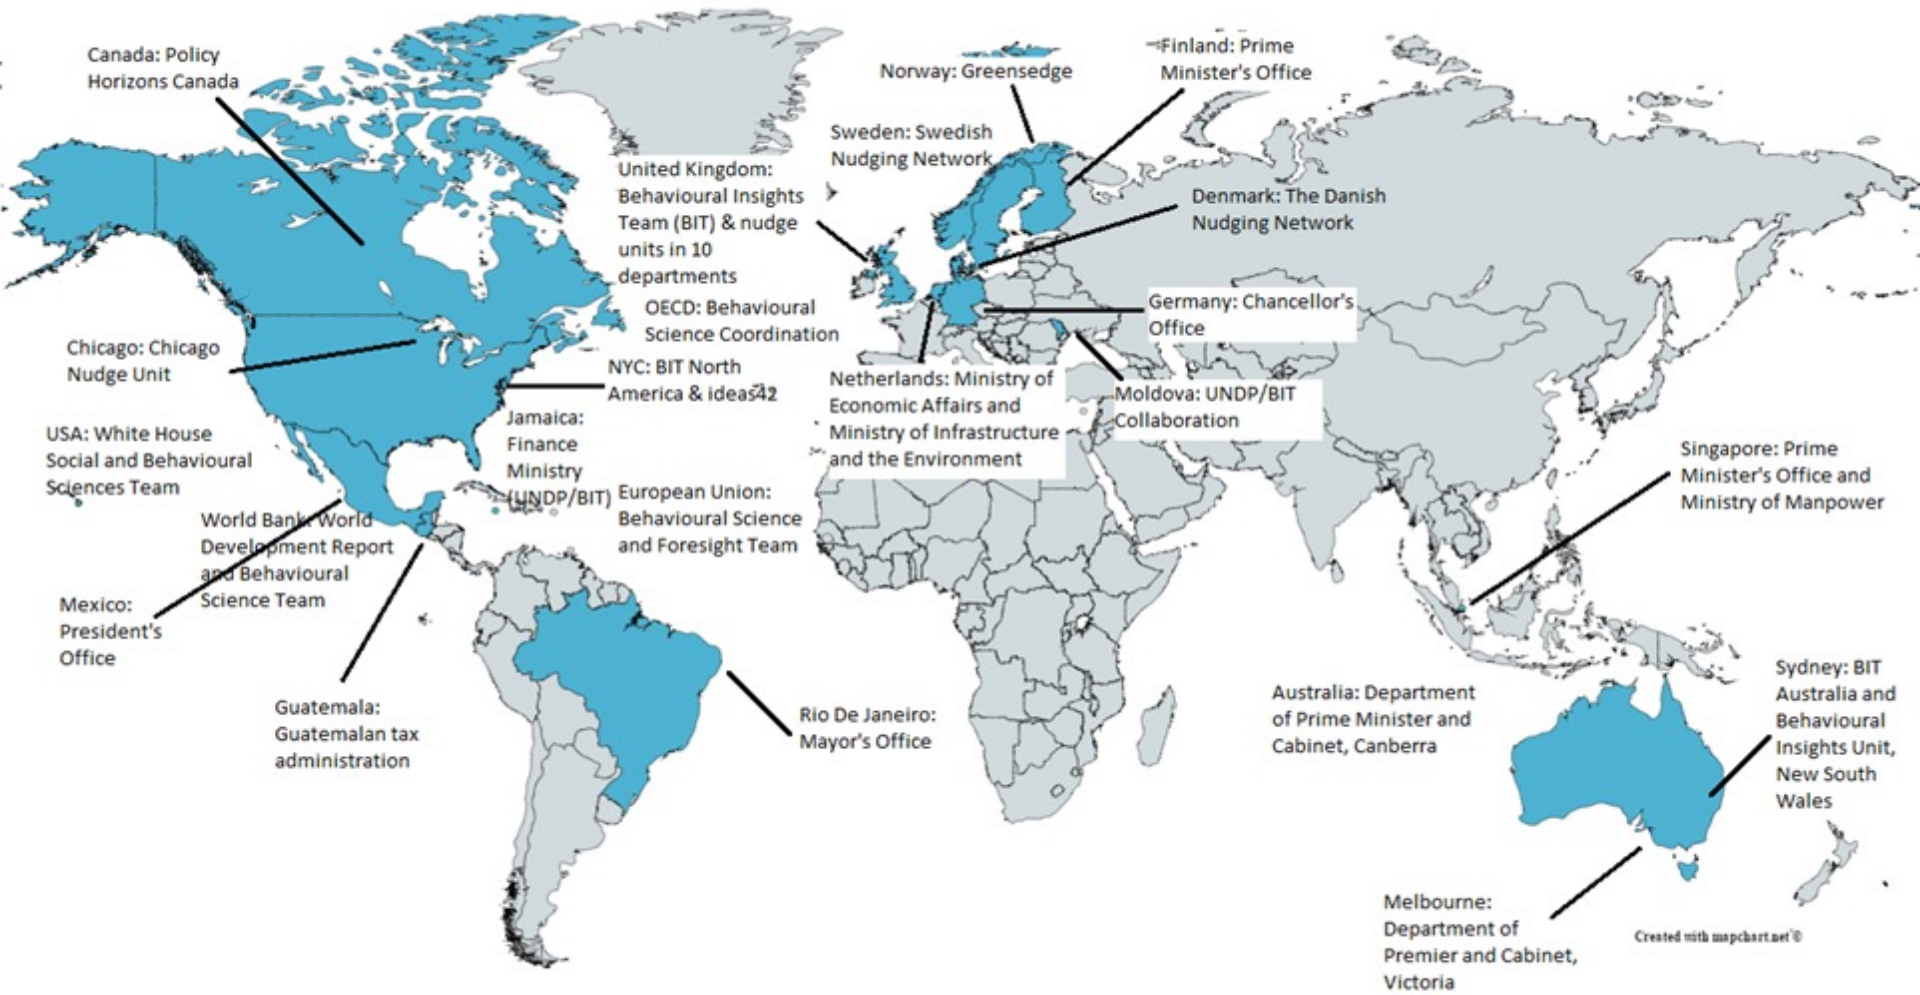 Canada: Policy
Horizons Canada
Norway: Greensedge
Finland: Prime
Minister's Office
Sweden: Swedish
Nudging Network
United Kingdom:
Behavioural Insights
Team (BIT) & nudge
units in 10
departments
Denmark: The Danish
Nudging Network
OECD: Behavioural
Science Coordination
Germany: Chancellor's
Office
Chicago: Chicago
Nudge Unit
NYC: BIT North
America & ideas42
Netherlands: Ministry of
Economic Affairs and
Ministry of Infrastructure
and the Environment
Moldova: UNDP/BIT
Collaboration
USA: White House
Social and Behavioural
Sciences Team
Jamaica:
Finance
Ministry
(UNDP/BIT)
European Union:
Behavioural Science
and Foresight Team
Singapore: Prime
Minister's Office and
Ministry of Manpower
World Bank: World
Development Report
and Behavioural
Science Team
Mexico:
President's
Office
Guatemala:
Guatemalan tax
administration
Rio De Janeiro:
Mayor's Office
Australia: Department
of Prime Minister and
Cabinet, Canberra
Sydney: BIT
Australia and
Behavioural
Insights Unit,
New South
Wales
Melbourne:
Department of
Premier and Cabinet,
Victoria
Created with mapchart.net ©